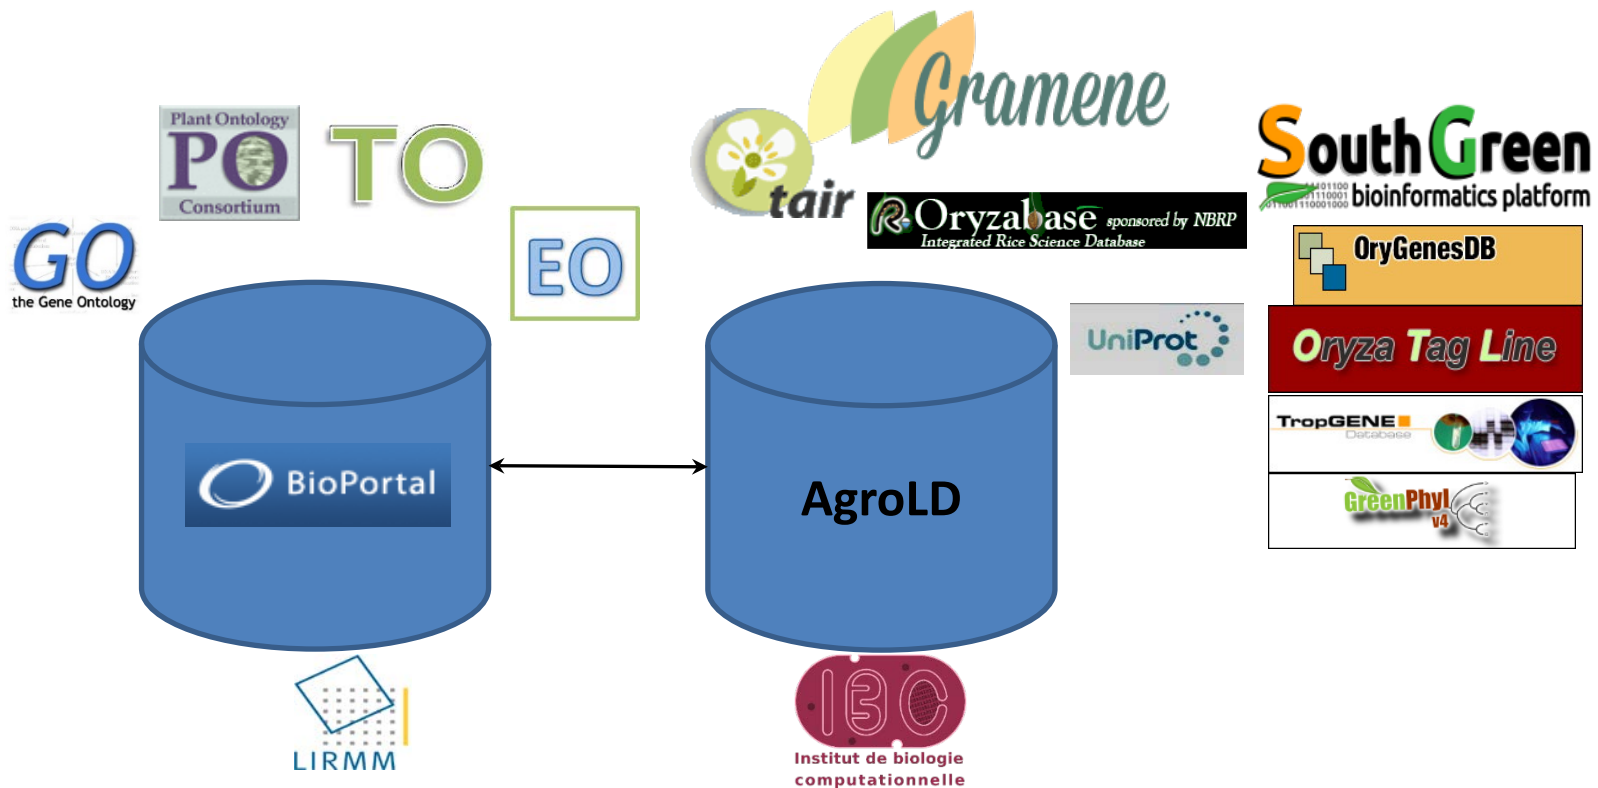 Gramene
Plant Ontology
PO
Consortium
TO
tair
South Green
bioinformatics platform
Oryzabase sponsored by NBRP
Integrated Rice Science Database
GO
the Gene Ontology
EO
OryGenesDB
UniProt
Oryza Tag Line
TropGENE
Database
BioPortal
AgroLD
GreenPhyl
v4
LIRMM
IBC
Institut de biologie
computationnelle